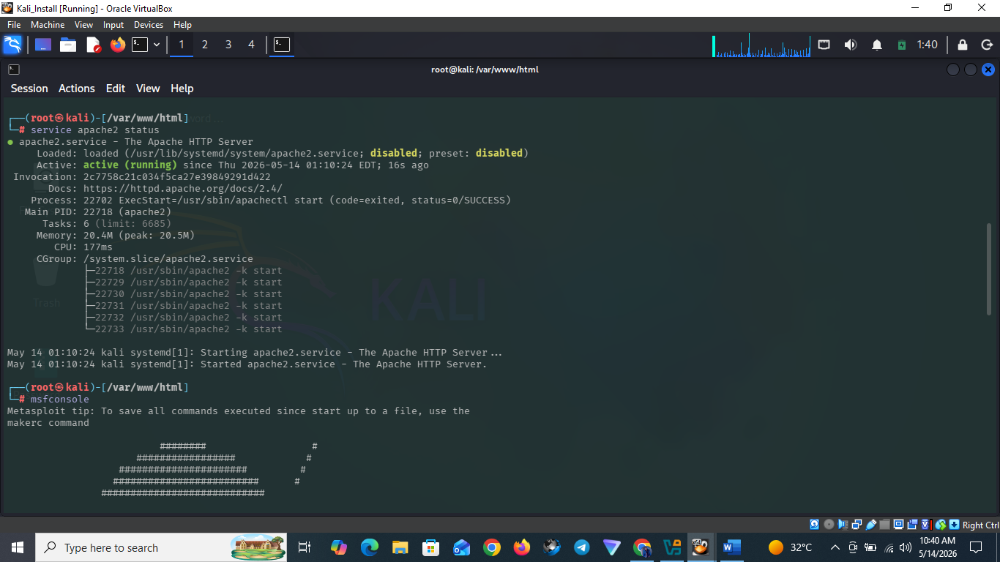 Kali_Install [Running] - Oracle VirtualBox
File Machine View Input Devices Help
1 2 3 4 1:40
root@kali: /var/www/html
Session Actions Edit View Help
┌──(root㉿kali)-[/var/www/html]
└─# service apache2 status
● apache2.service - The Apache HTTP Server
Loaded: loaded (/usr/lib/systemd/system/apache2.service; disabled; preset: disabled)
Active: active (running) since Thu 2026-05-14 01:10:24 EDT; 16s ago
Invocation: 2c7758c21c034f5ca27e39849291d422
Docs: https://httpd.apache.org/docs/2.4/
Process: 22702 ExecStart=/usr/sbin/apachectl start (code=exited, status=0/SUCCESS)
Main PID: 22718 (apache2)
Tasks: 6 (limit: 6685)
Memory: 20.4M (peak: 20.5M)
CPU: 177ms
CGroup: /system.slice/apache2.service
├─22718 /usr/sbin/apache2 -k start
├─22729 /usr/sbin/apache2 -k start
├─22730 /usr/sbin/apache2 -k start
├─22731 /usr/sbin/apache2 -k start
├─22732 /usr/sbin/apache2 -k start
└─22733 /usr/sbin/apache2 -k start
KALI
Trash
May 14 01:10:24 kali systemd[1]: Starting apache2.service - The Apache HTTP Server...
May 14 01:10:24 kali systemd[1]: Started apache2.service - The Apache HTTP Server.
┌──(root㉿kali)-[/var/www/html]
└─# msfconsole
Metasploit tip: To save all commands executed since start up to a file, use the
makerc command
######## #
################# #
###################### #
######################### #
############################
Right Ctrl
Type here to search
32°C
10:40 AM
5/14/2026